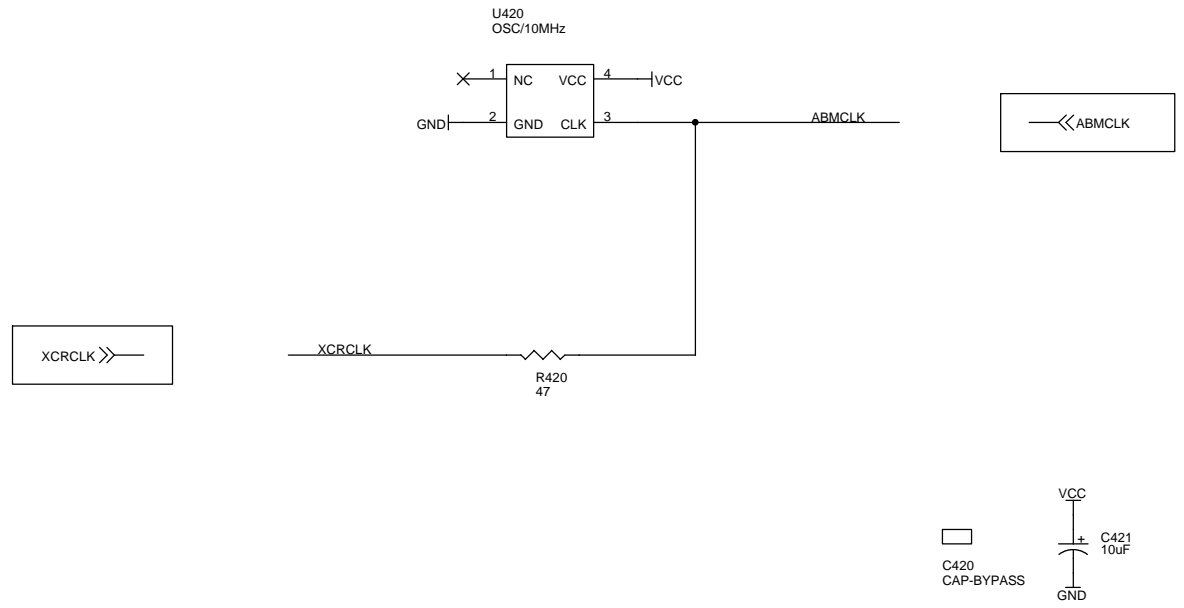 U420
OSC/10MHz
1 NC VCC 4 VCC
GND 2 GND CLK 3 ABMCLK
ABMCLK
XCRCLK
XCRCLK
R420
47
VCC
+ C421
10uF
C420
CAP-BYPASS
GND